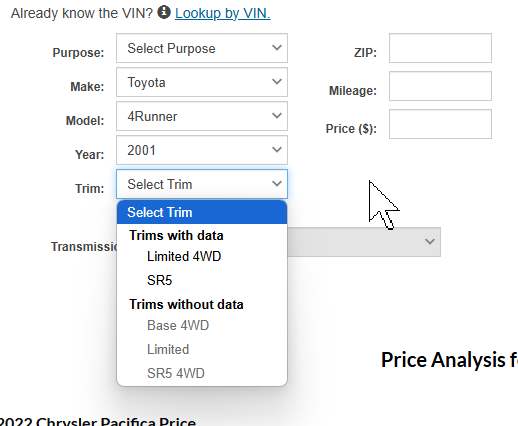 Already know the VIN? Lookup by VIN.
Purpose: Select Purpose ZIP:
Make: Toyota Mileage:
Model: 4Runner Price ($):
Year: 2001
Trim: Select Trim
Select Trim
Trims with data
Transmissio
Limited 4WD
SR5
Trims without data
Base 4WD
Limited
SR5 4WD
Price Analysis f
2022 Chrysler Pacifica Price